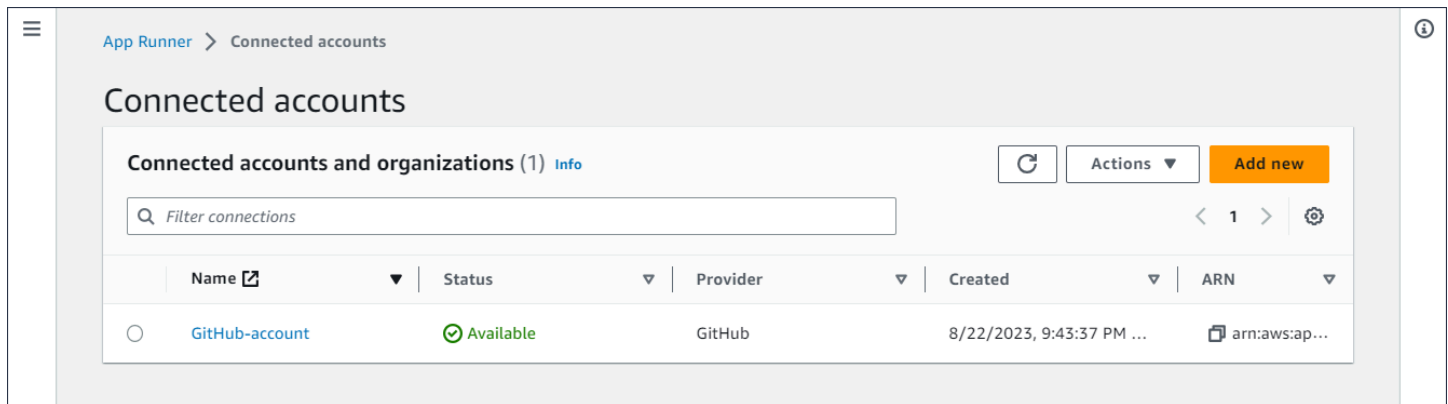 App Runner > Connected accounts
Connected accounts
Connected accounts and organizations (1) Info
Actions Add new
Filter connections
1
Name Status Provider Created ARN
GitHub-account Available GitHub 8/22/2023, 9:43:37 PM ... arn:aws:ap...